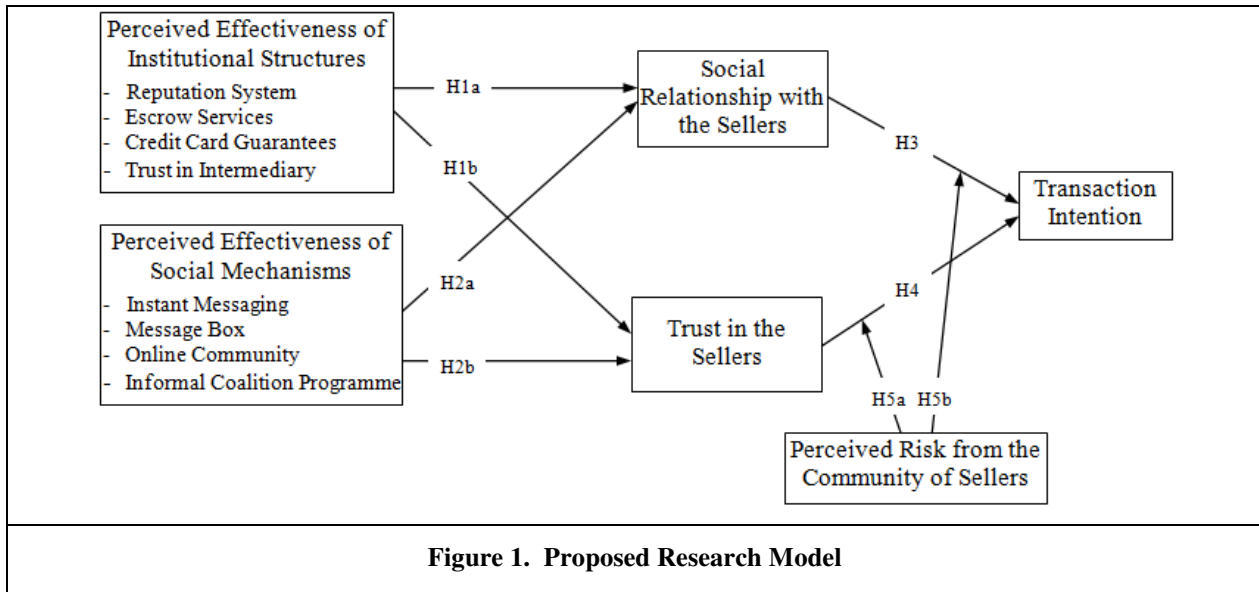 Perceived Effectiveness of
Institutional Structures
- Reputation System
- Escrow Services
- Credit Card Guarantees
- Trust in Intermediary
Perceived Effectiveness of
Social Mechanisms
- Instant Messaging
- Message Box
- Online Community
- Informal Coalition Programme
H1a
H1b
H2a
H2b
Social
Relationship with
the Sellers
Trust in the
Sellers
H3
H4
H5a H5b
Transaction
Intention
Perceived Risk from the
Community of Sellers
Figure 1. Proposed Research Model